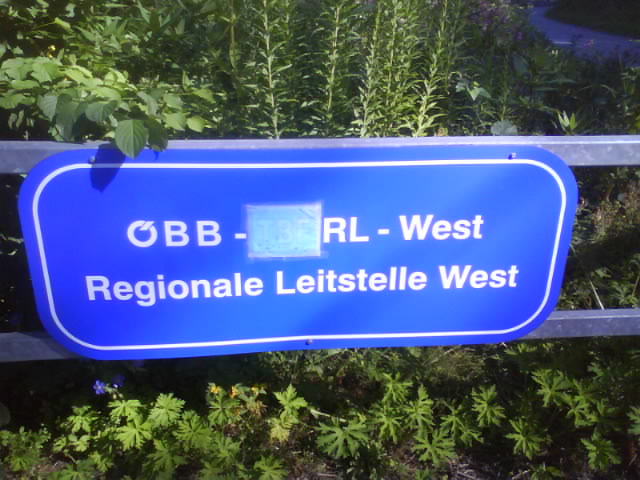 ÖBB - RL - West
Regionale Leitstelle West